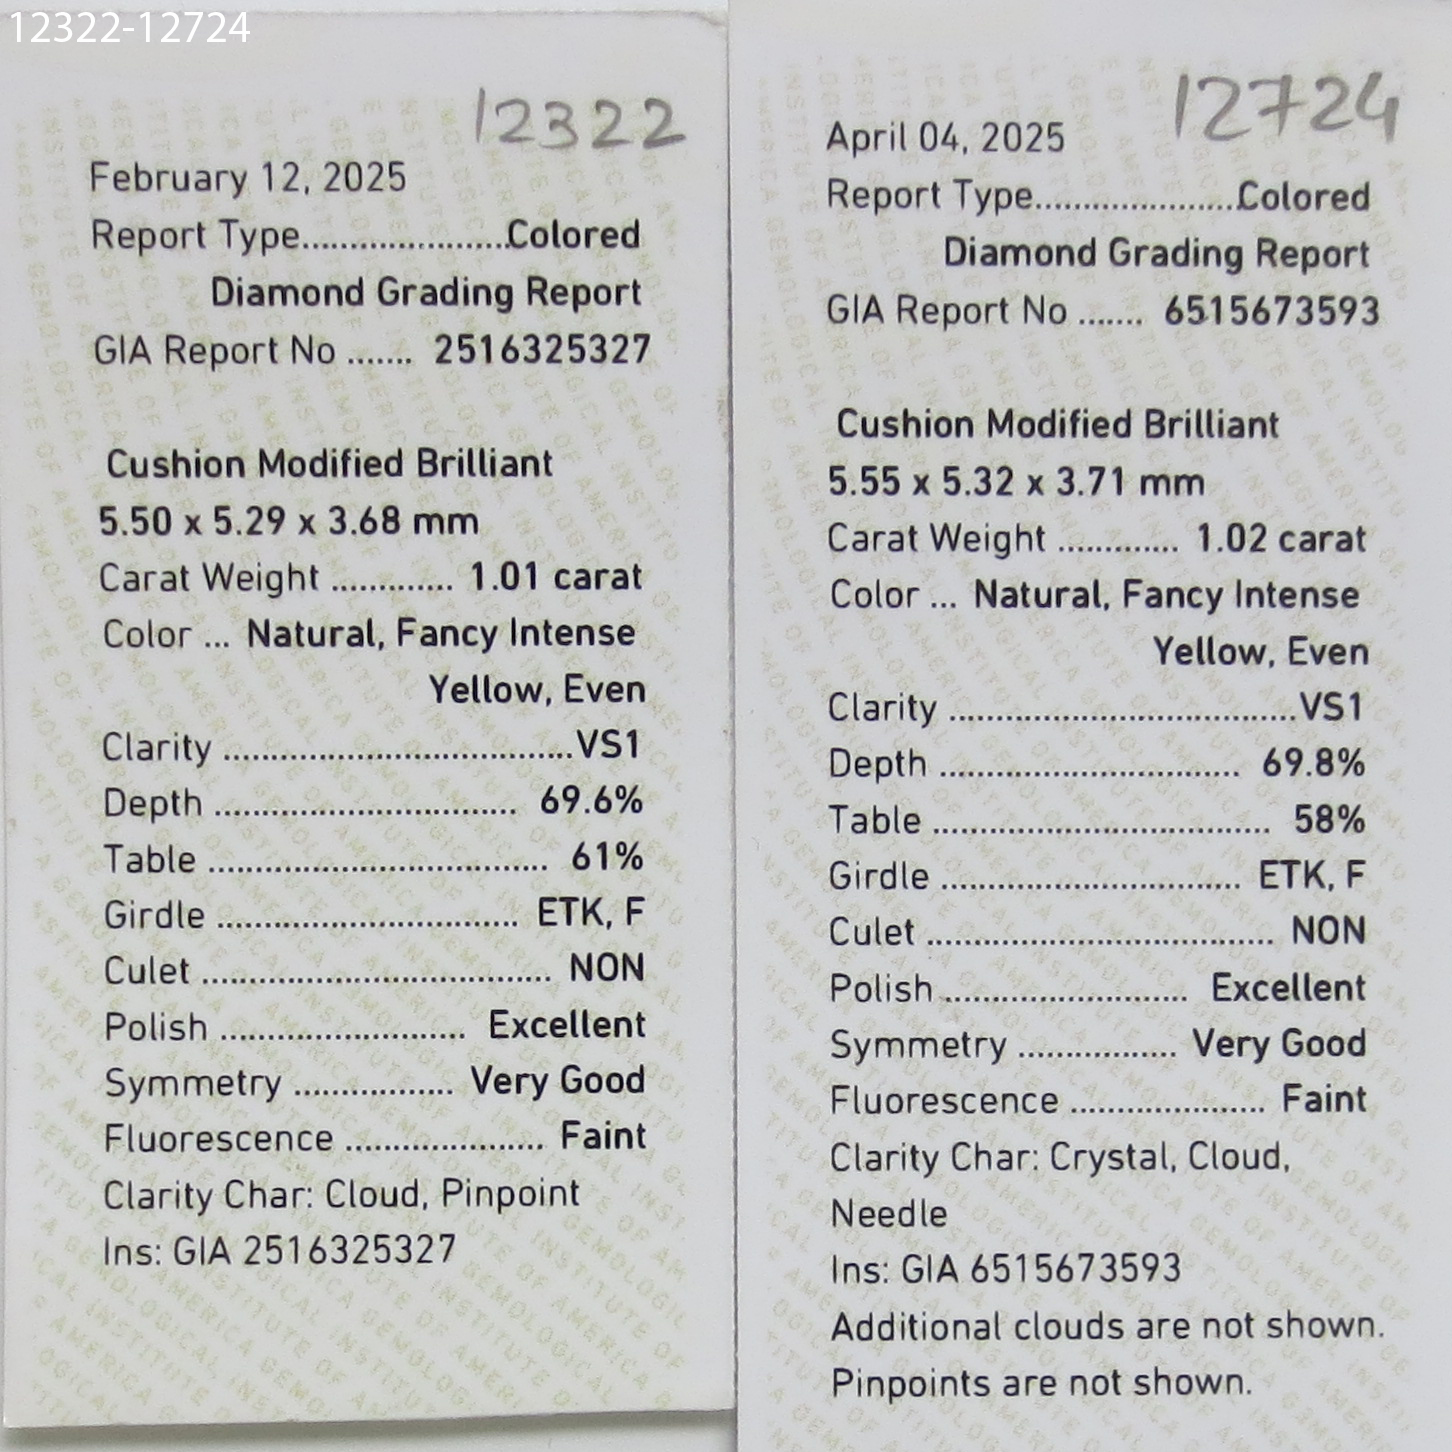 12322-12724
12322
February 12, 2025
Report Type.....................Colored
Diamond Grading Report
GIA Report No ....... 2516325327
Cushion Modified Brilliant
5.50 x 5.29 x 3.68 mm
Carat Weight ............. 1.01 carat
Color ... Natural, Fancy Intense
Yellow, Even
Clarity .....................................VS1
Depth ................................ 69.6%
Table .................................... 61%
Girdle ................................ ETK, F
Culet ..................................... NON
Polish .......................... Excellent
Symmetry ................. Very Good
Fluorescence ..................... Faint
Clarity Char: Cloud, Pinpoint
Ins: GIA 2516325327
12724
April 04, 2025
Report Type.....................Colored
Diamond Grading Report
GIA Report No ....... 6515673593
Cushion Modified Brilliant
5.55 x 5.32 x 3.71 mm
Carat Weight ............. 1.02 carat
Color ... Natural, Fancy Intense
Yellow, Even
Clarity .....................................VS1
Depth ................................ 69.8%
Table .................................... 58%
Girdle ................................ ETK, F
Culet ..................................... NON
Polish .......................... Excellent
Symmetry ................. Very Good
Fluorescence ..................... Faint
Clarity Char: Crystal, Cloud,
Needle
Ins: GIA 6515673593
Additional clouds are not shown.
Pinpoints are not shown.